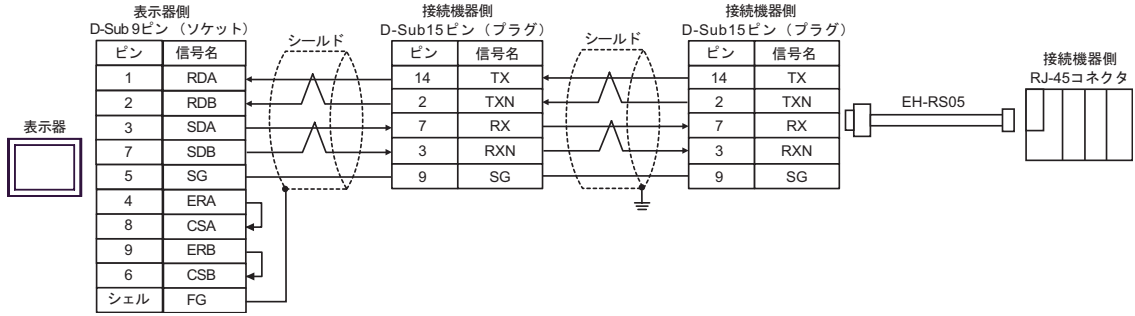 表示器
表示器側
D-Sub 9ピン (ソケット)
ピン 信号名
1 RDA
2 RDB
3 SDA
7 SDB
5 SG
4 ERA
8 CSA
9 ERB
6 CSB
シェル FG
シールド
接続機器側
D-Sub15ピン (プラグ)
ピン 信号名
14 TX
2 TXN
7 RX
3 RXN
9 SG
シールド
接続機器側
D-Sub15ピン (プラグ)
ピン 信号名
14 TX
2 TXN
7 RX
3 RXN
9 SG
EH-RS05
接続機器側
RJ-45コネクタ